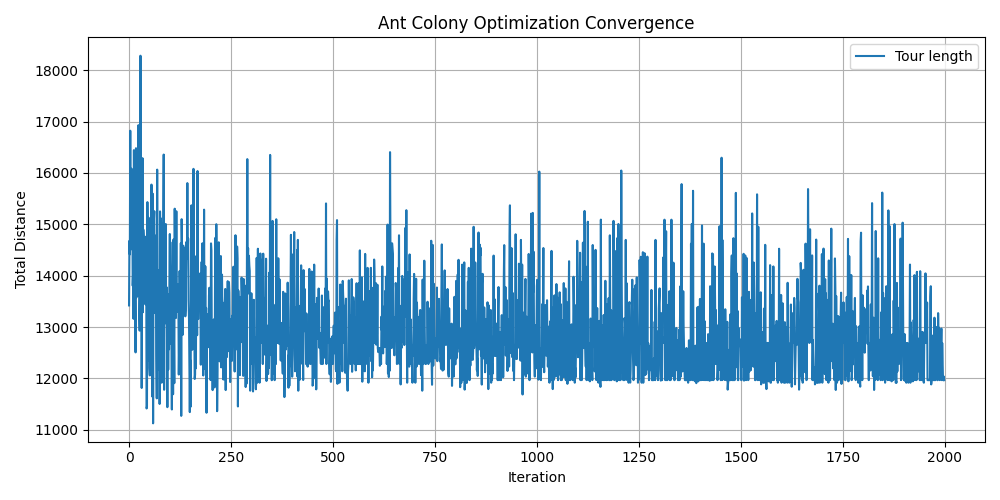 Ant Colony Optimization Convergence
Tour length
Total Distance
18000
17000
16000
15000
14000
13000
12000
11000
0 250 500 750 1000 1250 1500 1750 2000
Iteration